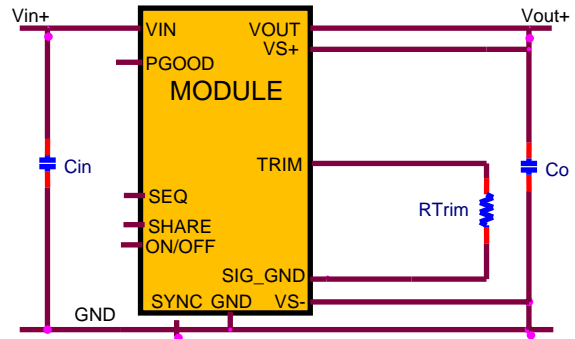 Vin+
Vout+
VIN
VOUT
VS+
PGOOD
MODULE
Cin
TRIM
Co
SEQ
RTrim
SHARE
ON/OFF
SIG_GND
SYNC GND VS-
GND